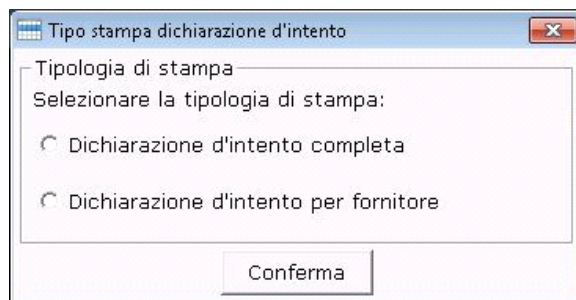 Tipo stampa dichiarazione d'intento
Tipologia di stampa
Selezionare la tipologia di stampa:
Dichiarazione d'intento completa
Dichiarazione d'intento per fornitore
Conferma